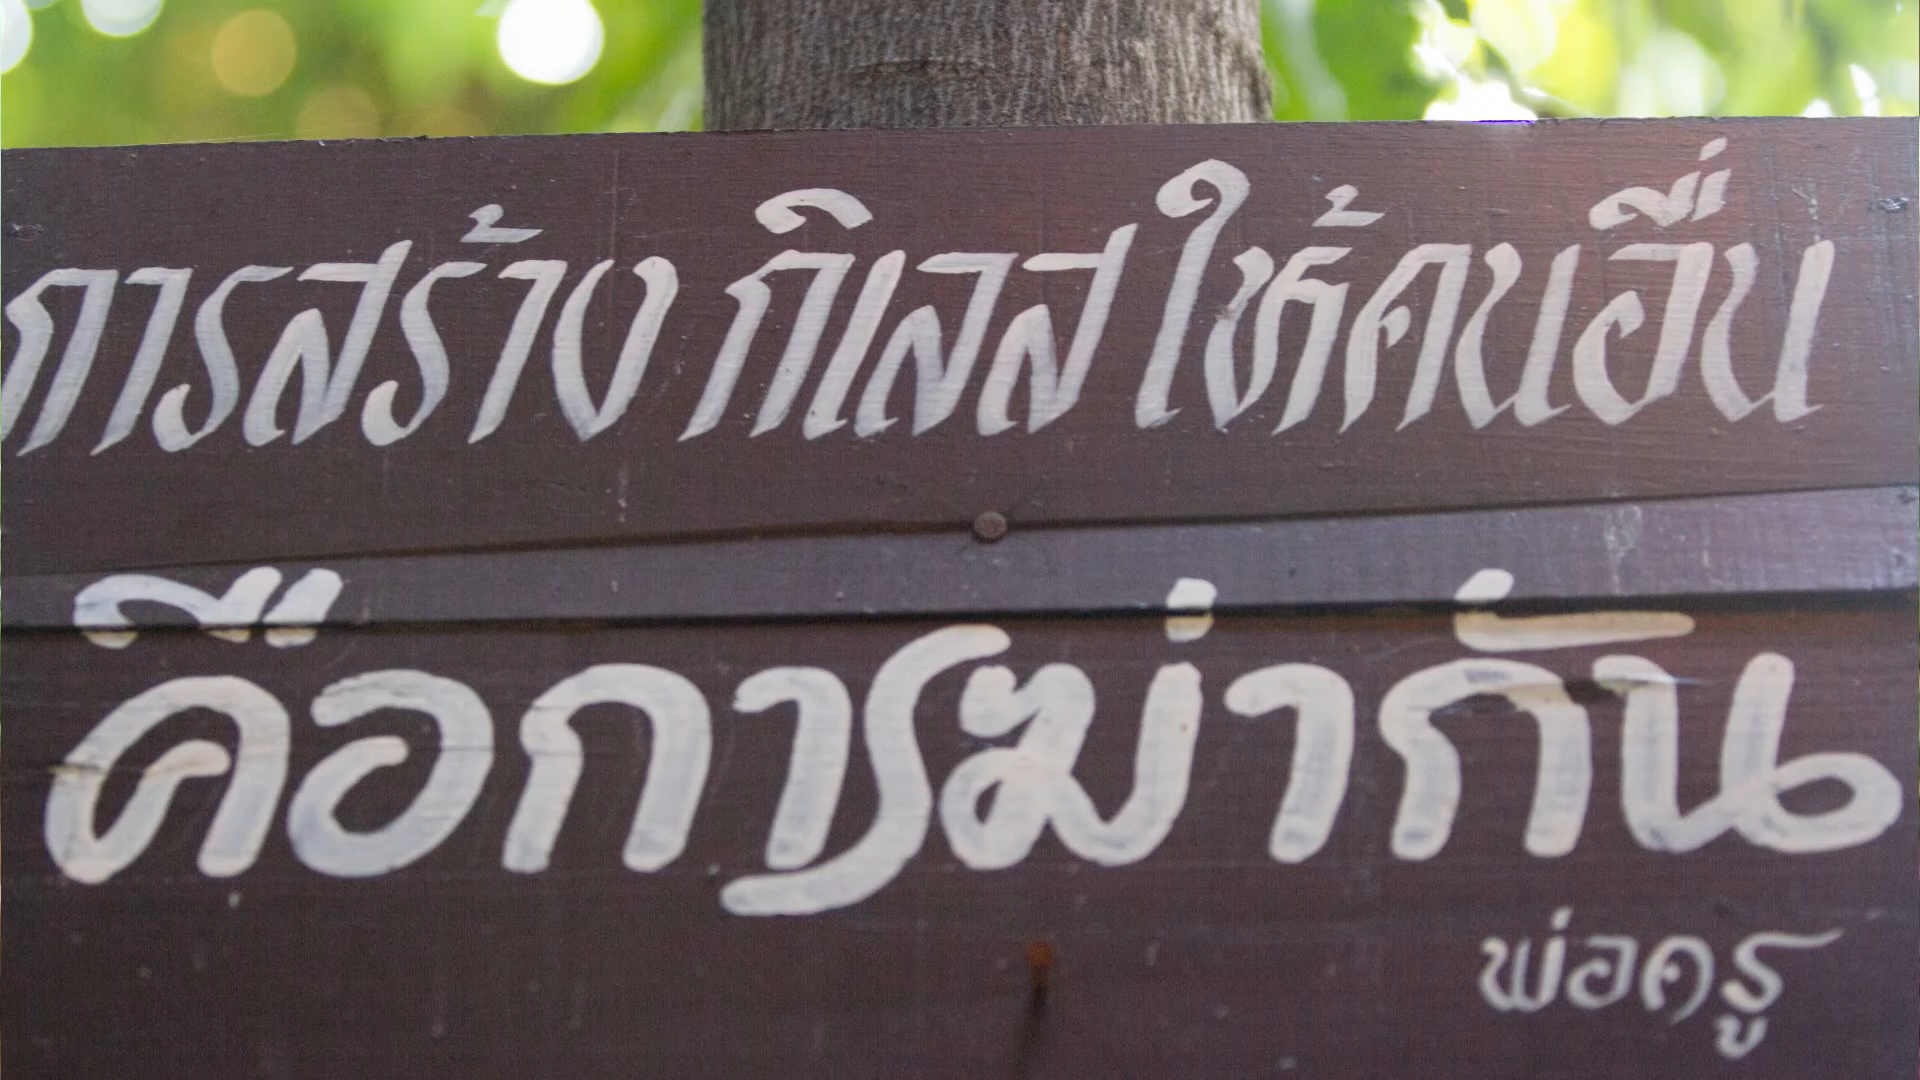 การสร้าง กิเลส ให้คนอื่น
คือการฆ่ากัน
พ่อครู